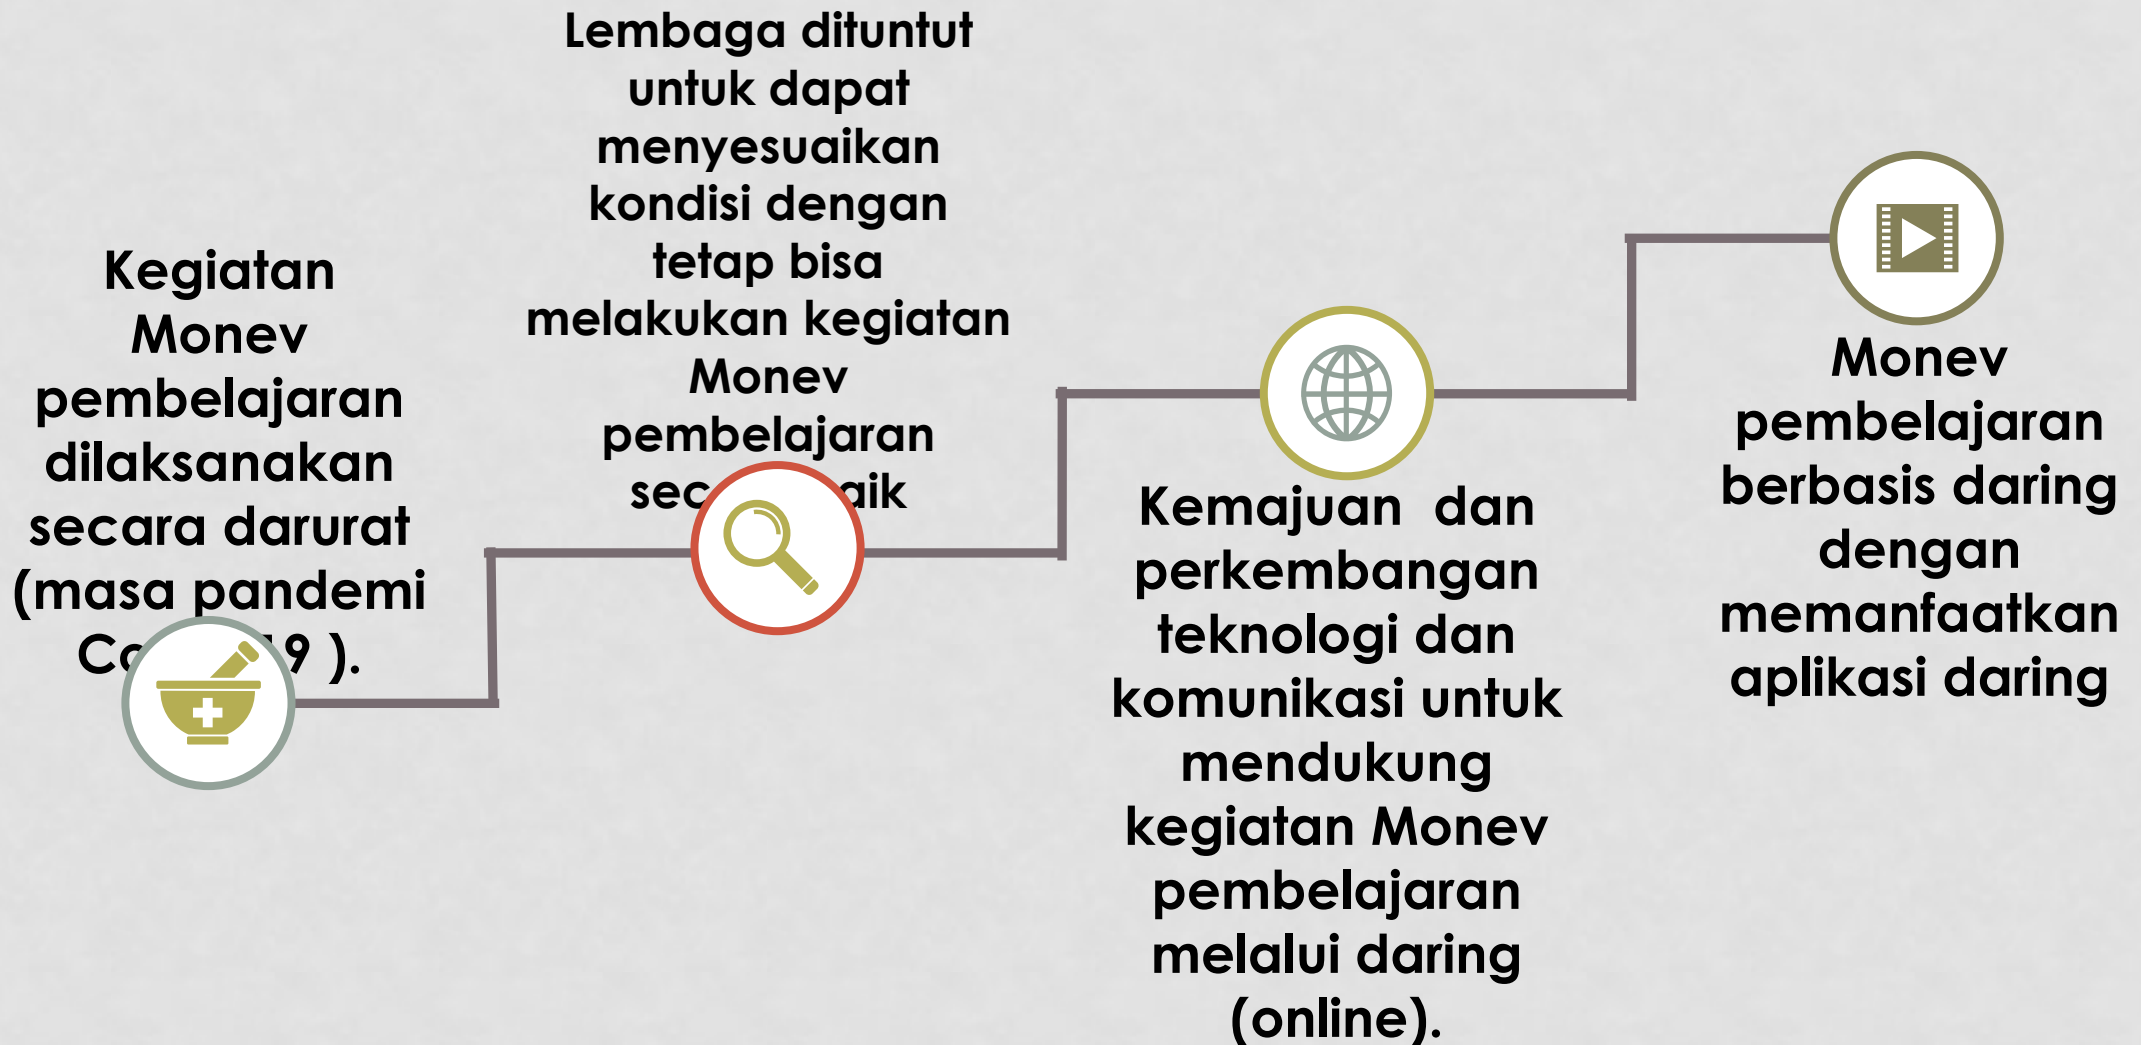 Kegiatan
Monev
pembelajaran
dilaksanakan
secara darurat
(masa pandemi
19 ).
Lembaga dituntut
untuk dapat
menyesuaikan
kondisi dengan
tetap bisa
melakukan kegiatan
Monev
pembelajaran
Kemajuan  dan
perkembangan
teknologi dan
komunikasi untuk
mendukung
kegiatan Monev
pembelajaran
melalui daring
(online).
Monev
pembelajaran
berbasis daring
dengan
memanfaatkan
aplikasi daring